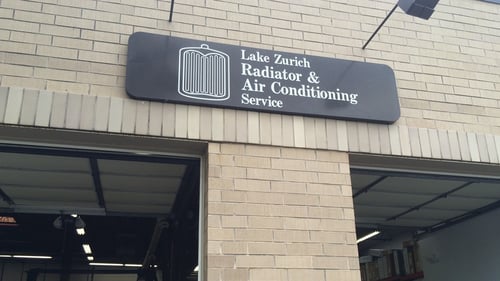 Lake Zurich
Radiator &
Air Conditioning
Service